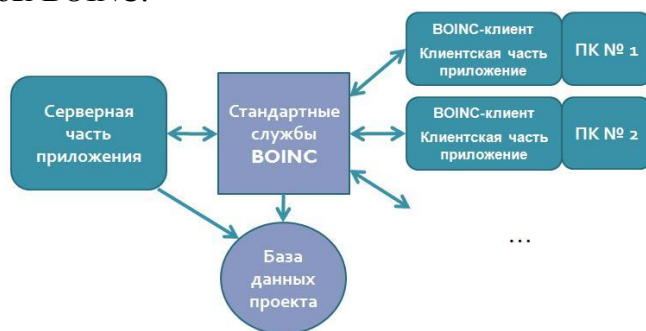 BOINC-клиент
Клиентская часть
приложение
ПК № 1
Серверная
часть
приложения
Стандартные
службы
BOINC
BOINC-клиент
Клиентская часть
приложение
ПК № 2
...
База
данных
проекта